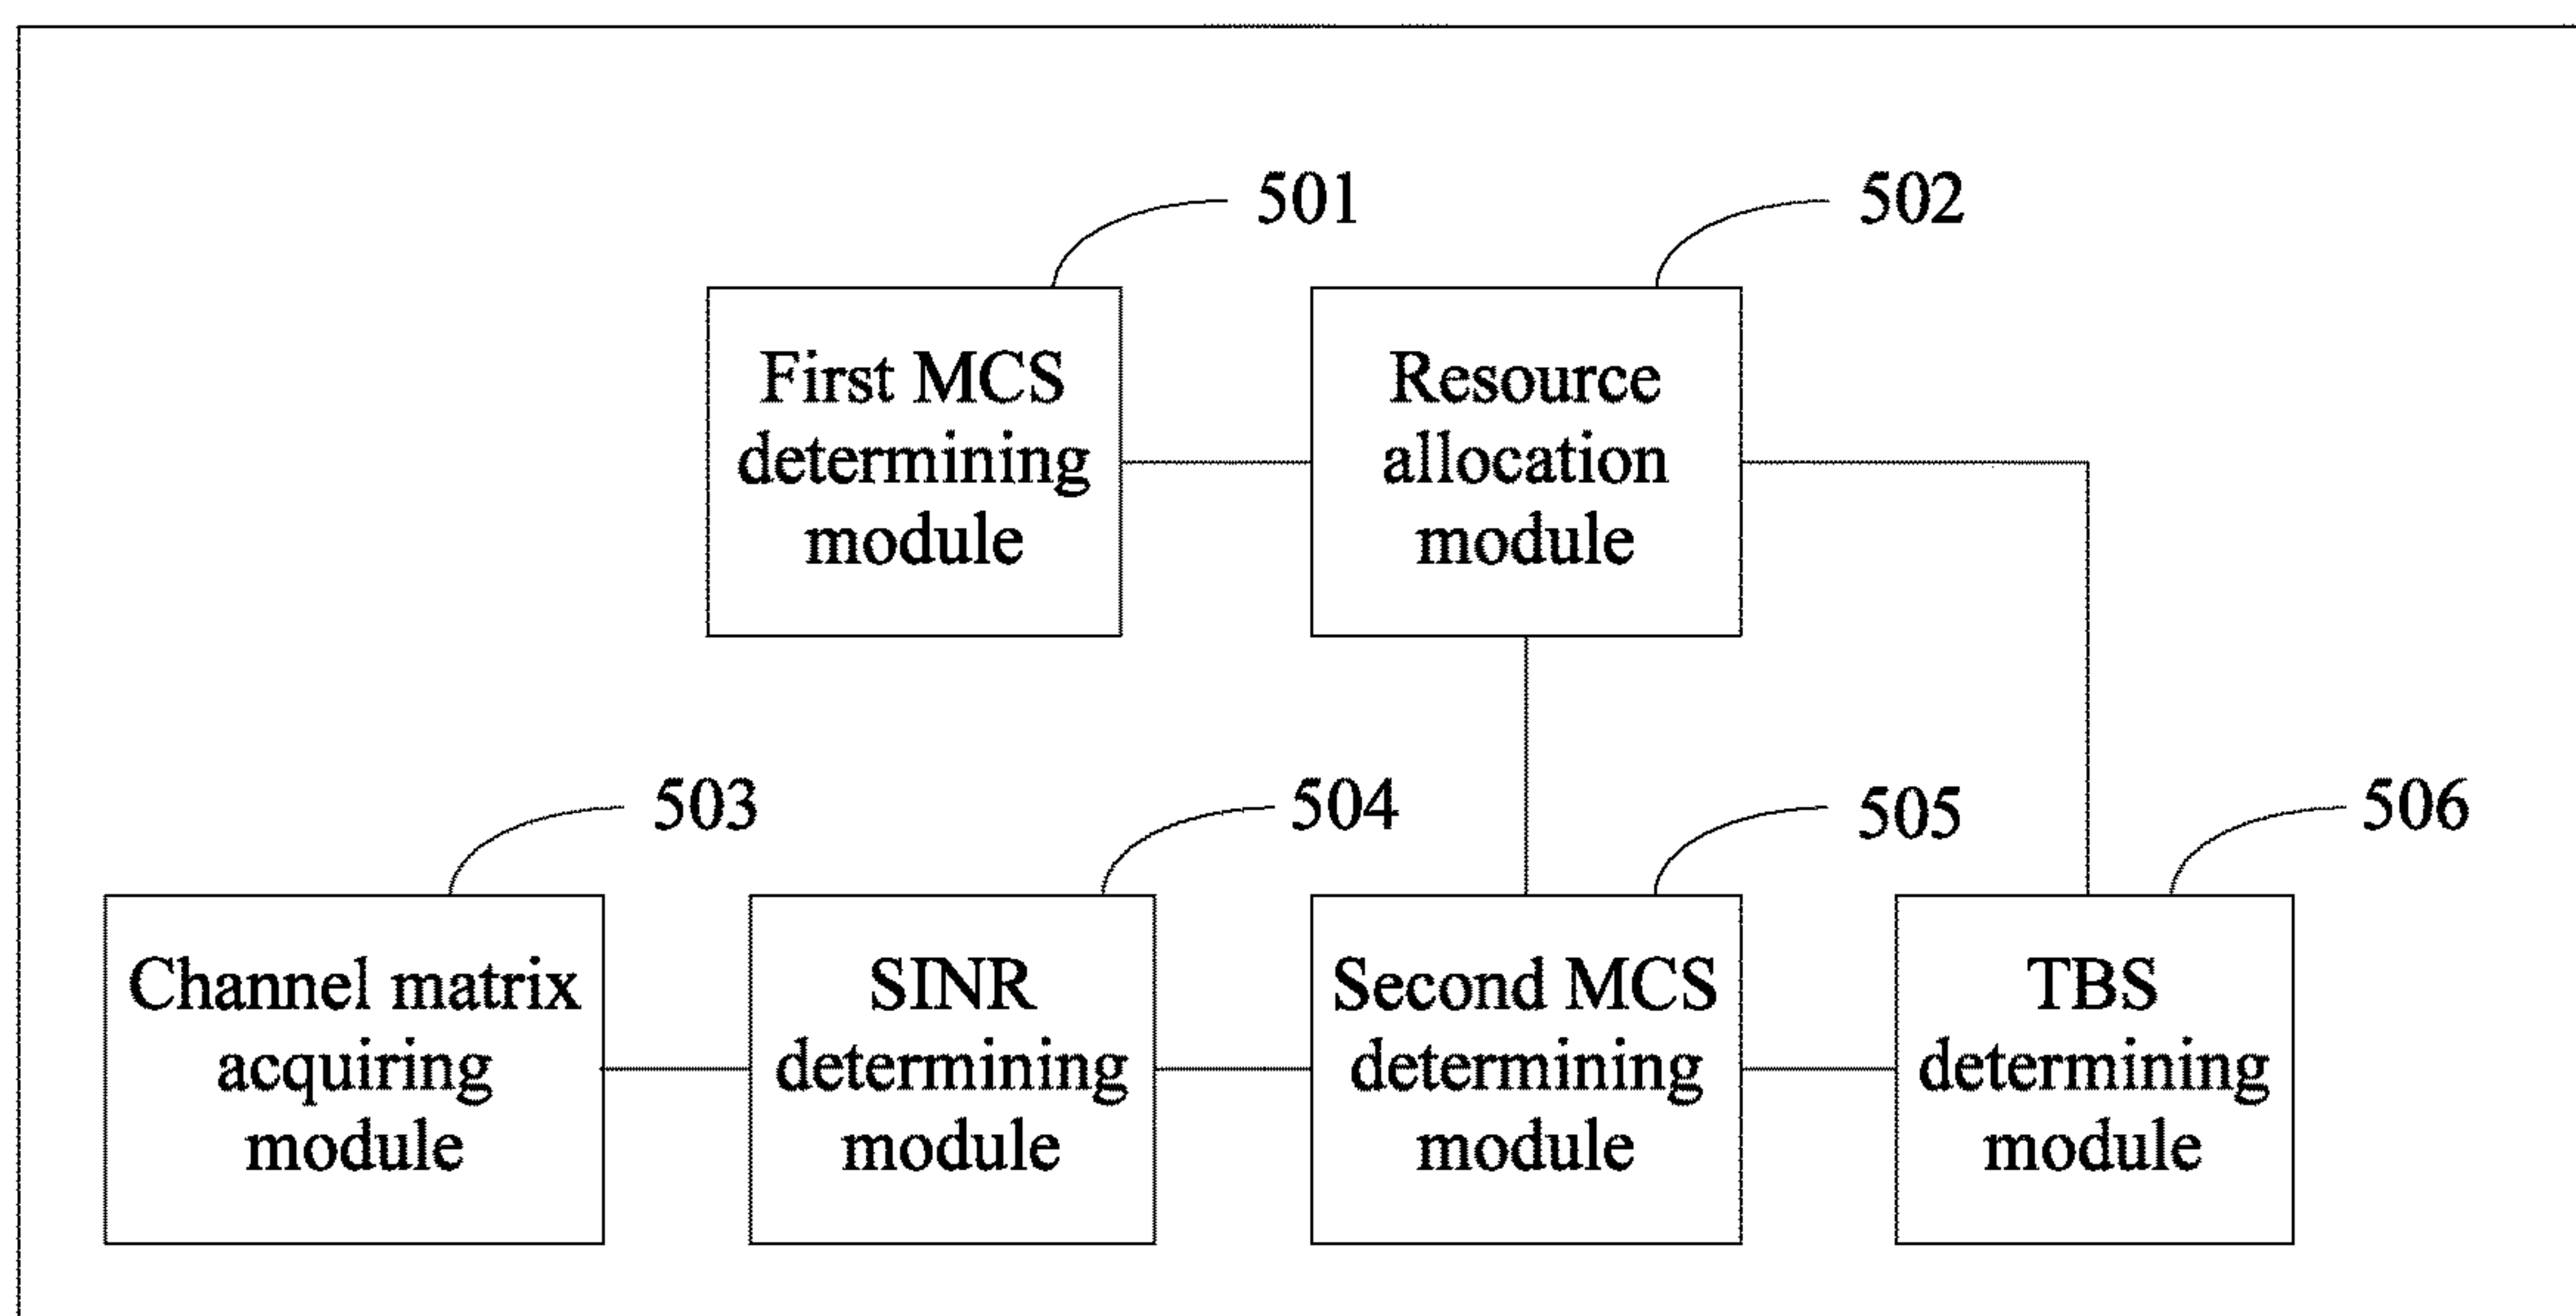 501
502
First MCS
determining
module
Resource
allocation
module
503
504
505
506
Channel matrix
acquiring
module
SINR
determining
module
Second MCS
determining
module
TBS
determining
module